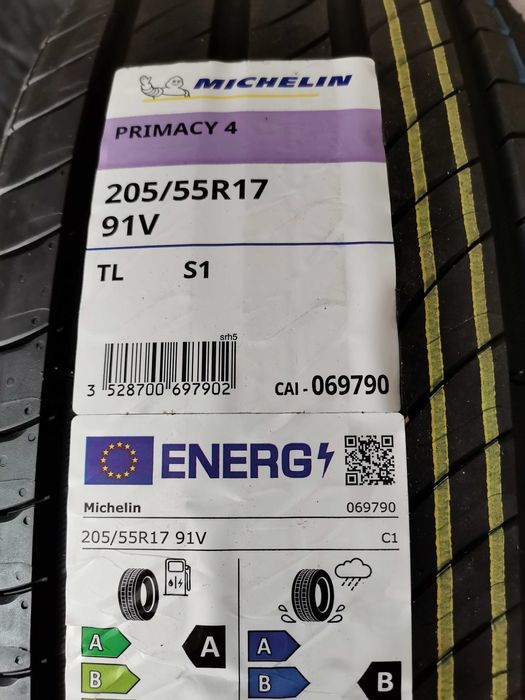 MICHELIN
PRIMACY 4
205/55R17
91V
TL S1
srh5
3 528700 697902
CAI - 069790
ENERG
Michelin 069790
205/55R17 91V C1
A A A
B B B